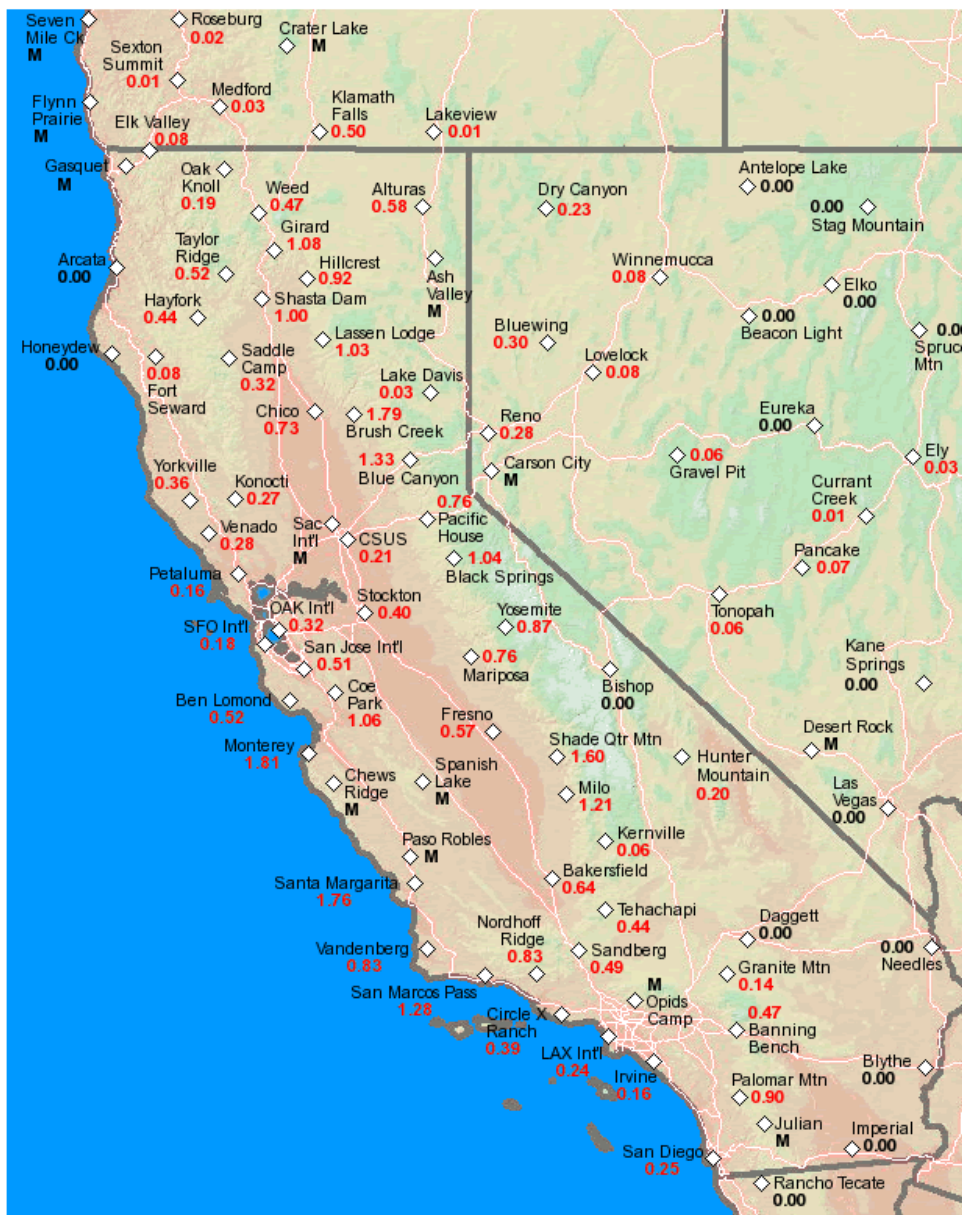 Seven
Mile Ck
M
Roseburg
0.02
Crater Lake
M
Sexton
Summit
0.01
Flynn
Prairie
M
Medford
0.03
Klamath
Falls
0.50
Lakeview
0.01
Elk Valley
0.08
Gasquet
M
Oak
Knoll
0.19
Weed
0.47
Alturas
0.58
Dry Canyon
0.23
Antelope Lake
0.00
0.00
Stag Mountain
Girard
1.08
Taylor
Ridge
0.52
Arcata
0.00
Hillcrest
0.92
Ash
Valley
M
Winnemucca
0.08
Elko
0.00
Hayfork
0.44
Shasta Dam
1.00
Bluewing
0.30
0.00
Beacon Light
0.00
Spruce
Mtn
Honeydew
0.00
0.08
Fort
Seward
Saddle
Camp
0.32
Lassen Lodge
1.03
Lake Davis
0.03
Lovelock
0.08
Chico
0.73
1.79
Brush Creek
Reno
0.28
Eureka
0.00
1.33
Blue Canyon
Carson City
M
0.06
Gravel Pit
Ely
0.03
Yorkville
0.36
Konocti
0.27
0.76
Pacific
House
Currant
Creek
0.01
Venado
0.28
Sac
Int'l
M
CSUS
0.21
1.04
Black Springs
Pancake
0.07
Petaluma
0.16
OAK Int'l
0.32
Stockton
0.40
Yosemite
0.87
Tonopah
0.06
SFO Int'l
0.18
San Jose Int'l
0.51
0.76
Mariposa
Bishop
0.00
Kane
Springs
0.00
Ben Lomond
0.52
Coe
Park
1.06
Fresno
0.57
Desert Rock
M
Monterey
1.81
Shade Qtr Mtn
1.60
Hunter
Mountain
0.20
Chews
Ridge
M
Spanish
Lake
M
Milo
1.21
Las
Vegas
0.00
Paso Robles
M
Kernville
0.06
Santa Margarita
1.76
Bakersfield
0.64
Tehachapi
0.44
Vandenberg
0.83
Nordhoff
Ridge
0.83
Sandberg
0.49
Daggett
0.00
0.00
Needles
San Marcos Pass
1.28
M
Opids
Camp
Granite Mtn
0.14
Circle X
Ranch
0.39
0.47
Banning
Bench
LAX Int'l
0.24
Irvine
0.16
Blythe
0.00
Palomar Mtn
0.90
Julian
M
Imperial
0.00
San Diego
0.25
Rancho Tecate
0.00